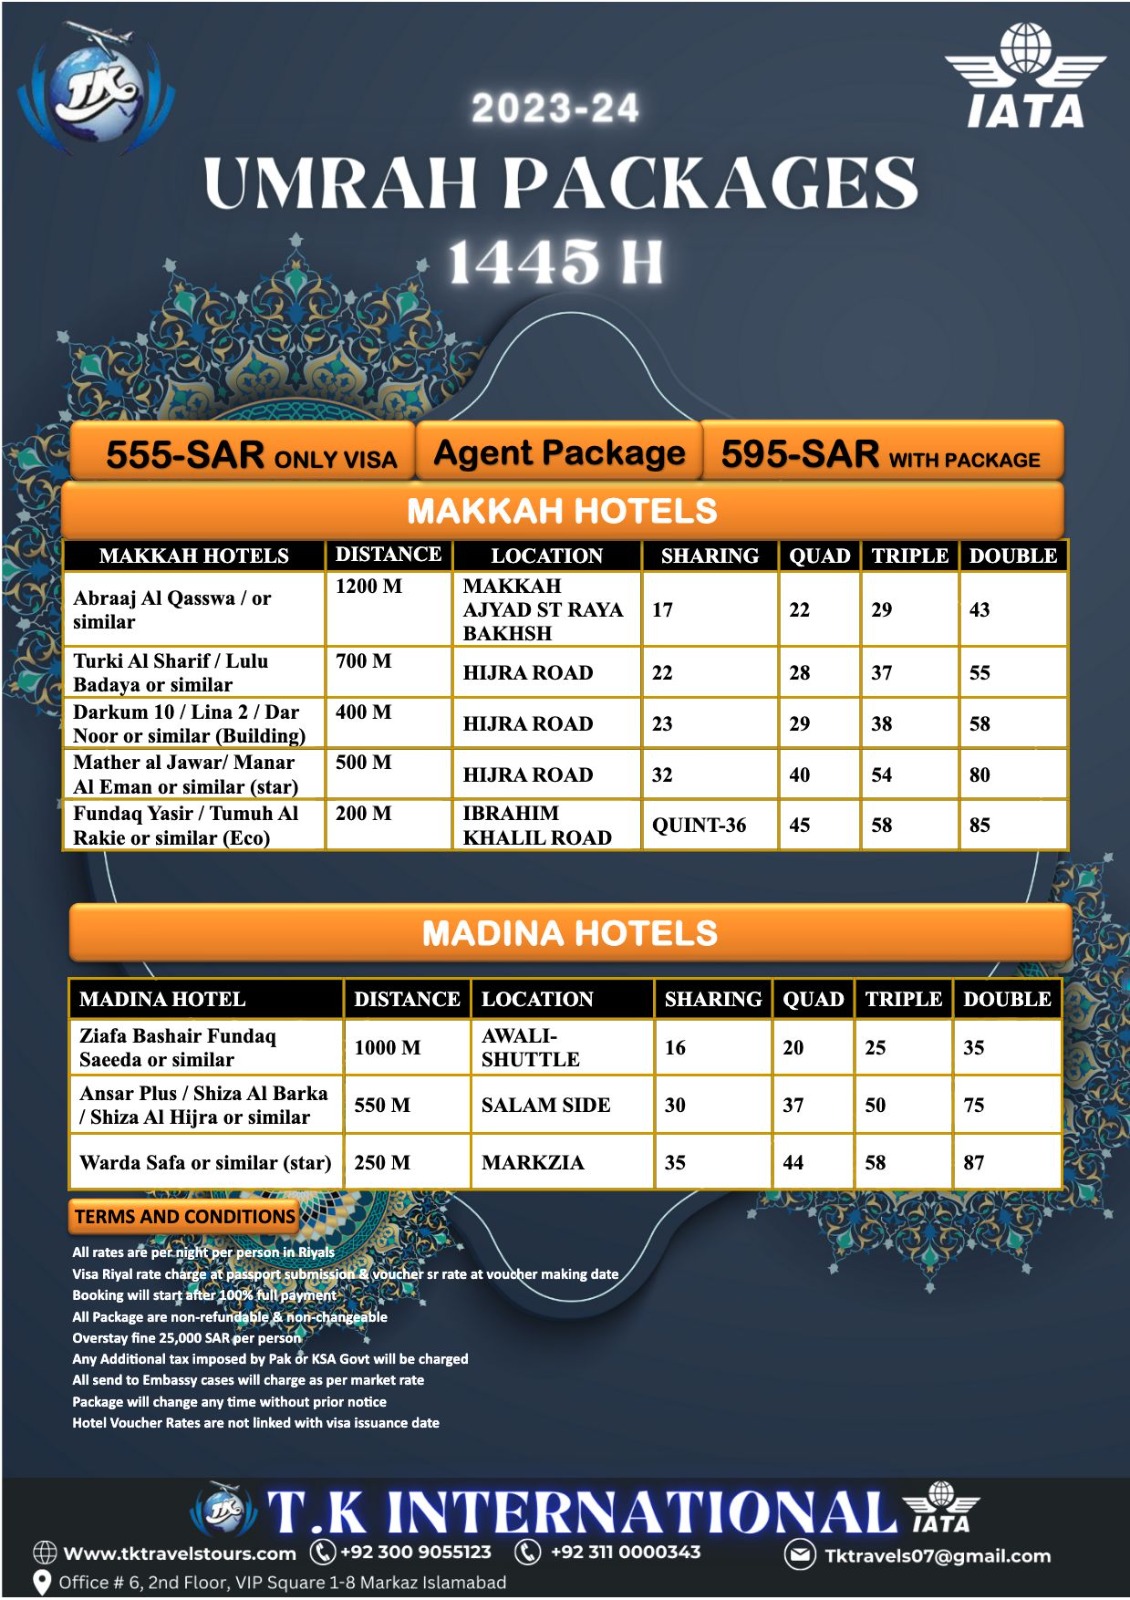 TK
IATA
2023-24
UMRAH PACKAGES
1445 H
555-SAR ONLY VISA Agent Package 595-SAR WITH PACKAGE
MAKKAH HOTELS
MAKKAH HOTELS DISTANCE LOCATION SHARING QUAD TRIPLE DOUBLE
Abraaj Al Qasswa / or
similar
1200 M
MAKKAH
AJYAD ST RAYA
BAKHSH
17 22 29 43
Turki Al Sharif / Lulu
Badaya or similar
700 M
HIJRA ROAD 22 28 37 55
Darkum 10 / Lina 2 / Dar
Noor or similar (Building)
400 M
HIJRA ROAD 23 29 38 58
Mather al Jawar/ Manar
Al Eman or similar (star)
500 M
HIJRA ROAD 32 40 54 80
Fundaq Yasir / Tumuh Al
Rakie or similar (Eco)
200 M
IBRAHIM
KHALIL ROAD
QUINT-36 45 58 85
MADINA HOTELS
MADINA HOTEL DISTANCE LOCATION SHARING QUAD TRIPLE DOUBLE
Ziafa Bashair Fundaq
Saeeda or similar
1000 M
AWALI-
SHUTTLE
16 20 25 35
Ansar Plus / Shiza Al Barka
/ Shiza Al Hijra or similar
550 M SALAM SIDE 30 37 50 75
Warda Safa or similar (star) 250 M MARKZIA 35 44 58 87
TERMS AND CONDITIONS
All rates are per night per person in Riyals
Visa Riyal rate charge at passport submission & voucher sr rate at voucher making date
Booking will start after 100% full payment
All Package are non-refundable & non-changeable
Overstay fine 25,000 SAR per person
Any Additional tax imposed by Pak or KSA Govt will be charged
All send to Embassy cases will charge as per market rate
Package will change any time without prior notice
Hotel Voucher Rates are not linked with visa issuance date
TK T.K INTERNATIONAL IATA
Www.tktravelstours.com +92 300 9055123 +92 311 0000343 Tktravels07@gmail.com
Office # 6, 2nd Floor, VIP Square 1-8 Markaz Islamabad